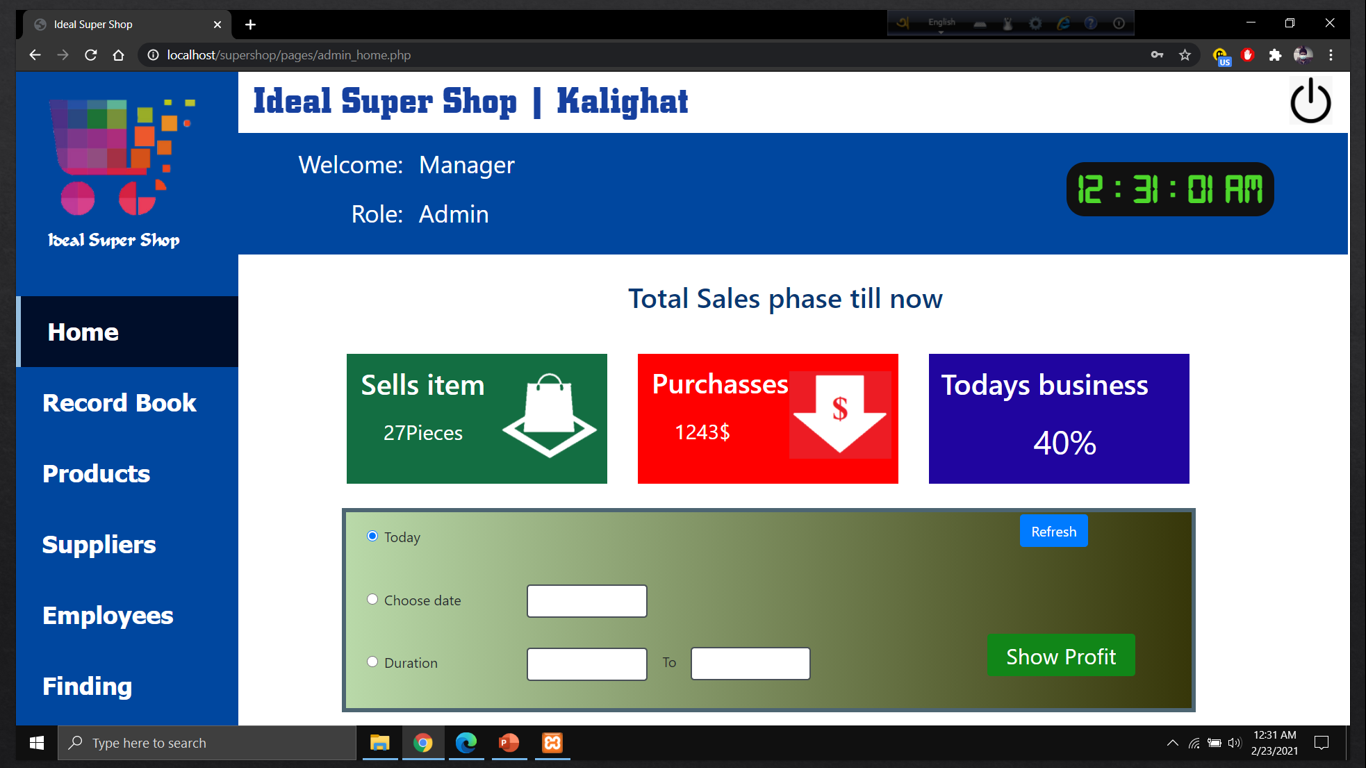 Ideal Super Shop
English
localhost/supershop/pages/admin_home.php
US
Ideal Super Shop
Ideal Super Shop | Kalighat
Welcome: Manager
Role: Admin
12 : 31 : 01 AM
Home
Record Book
Products
Suppliers
Employees
Finding
Total Sales phase till now
Sells item
27Pieces
Purchasses
1243$
$
Todays business
40%
Today
Refresh
Choose date
Duration
To
Show Profit
Type here to search
12:31 AM
2/23/2021